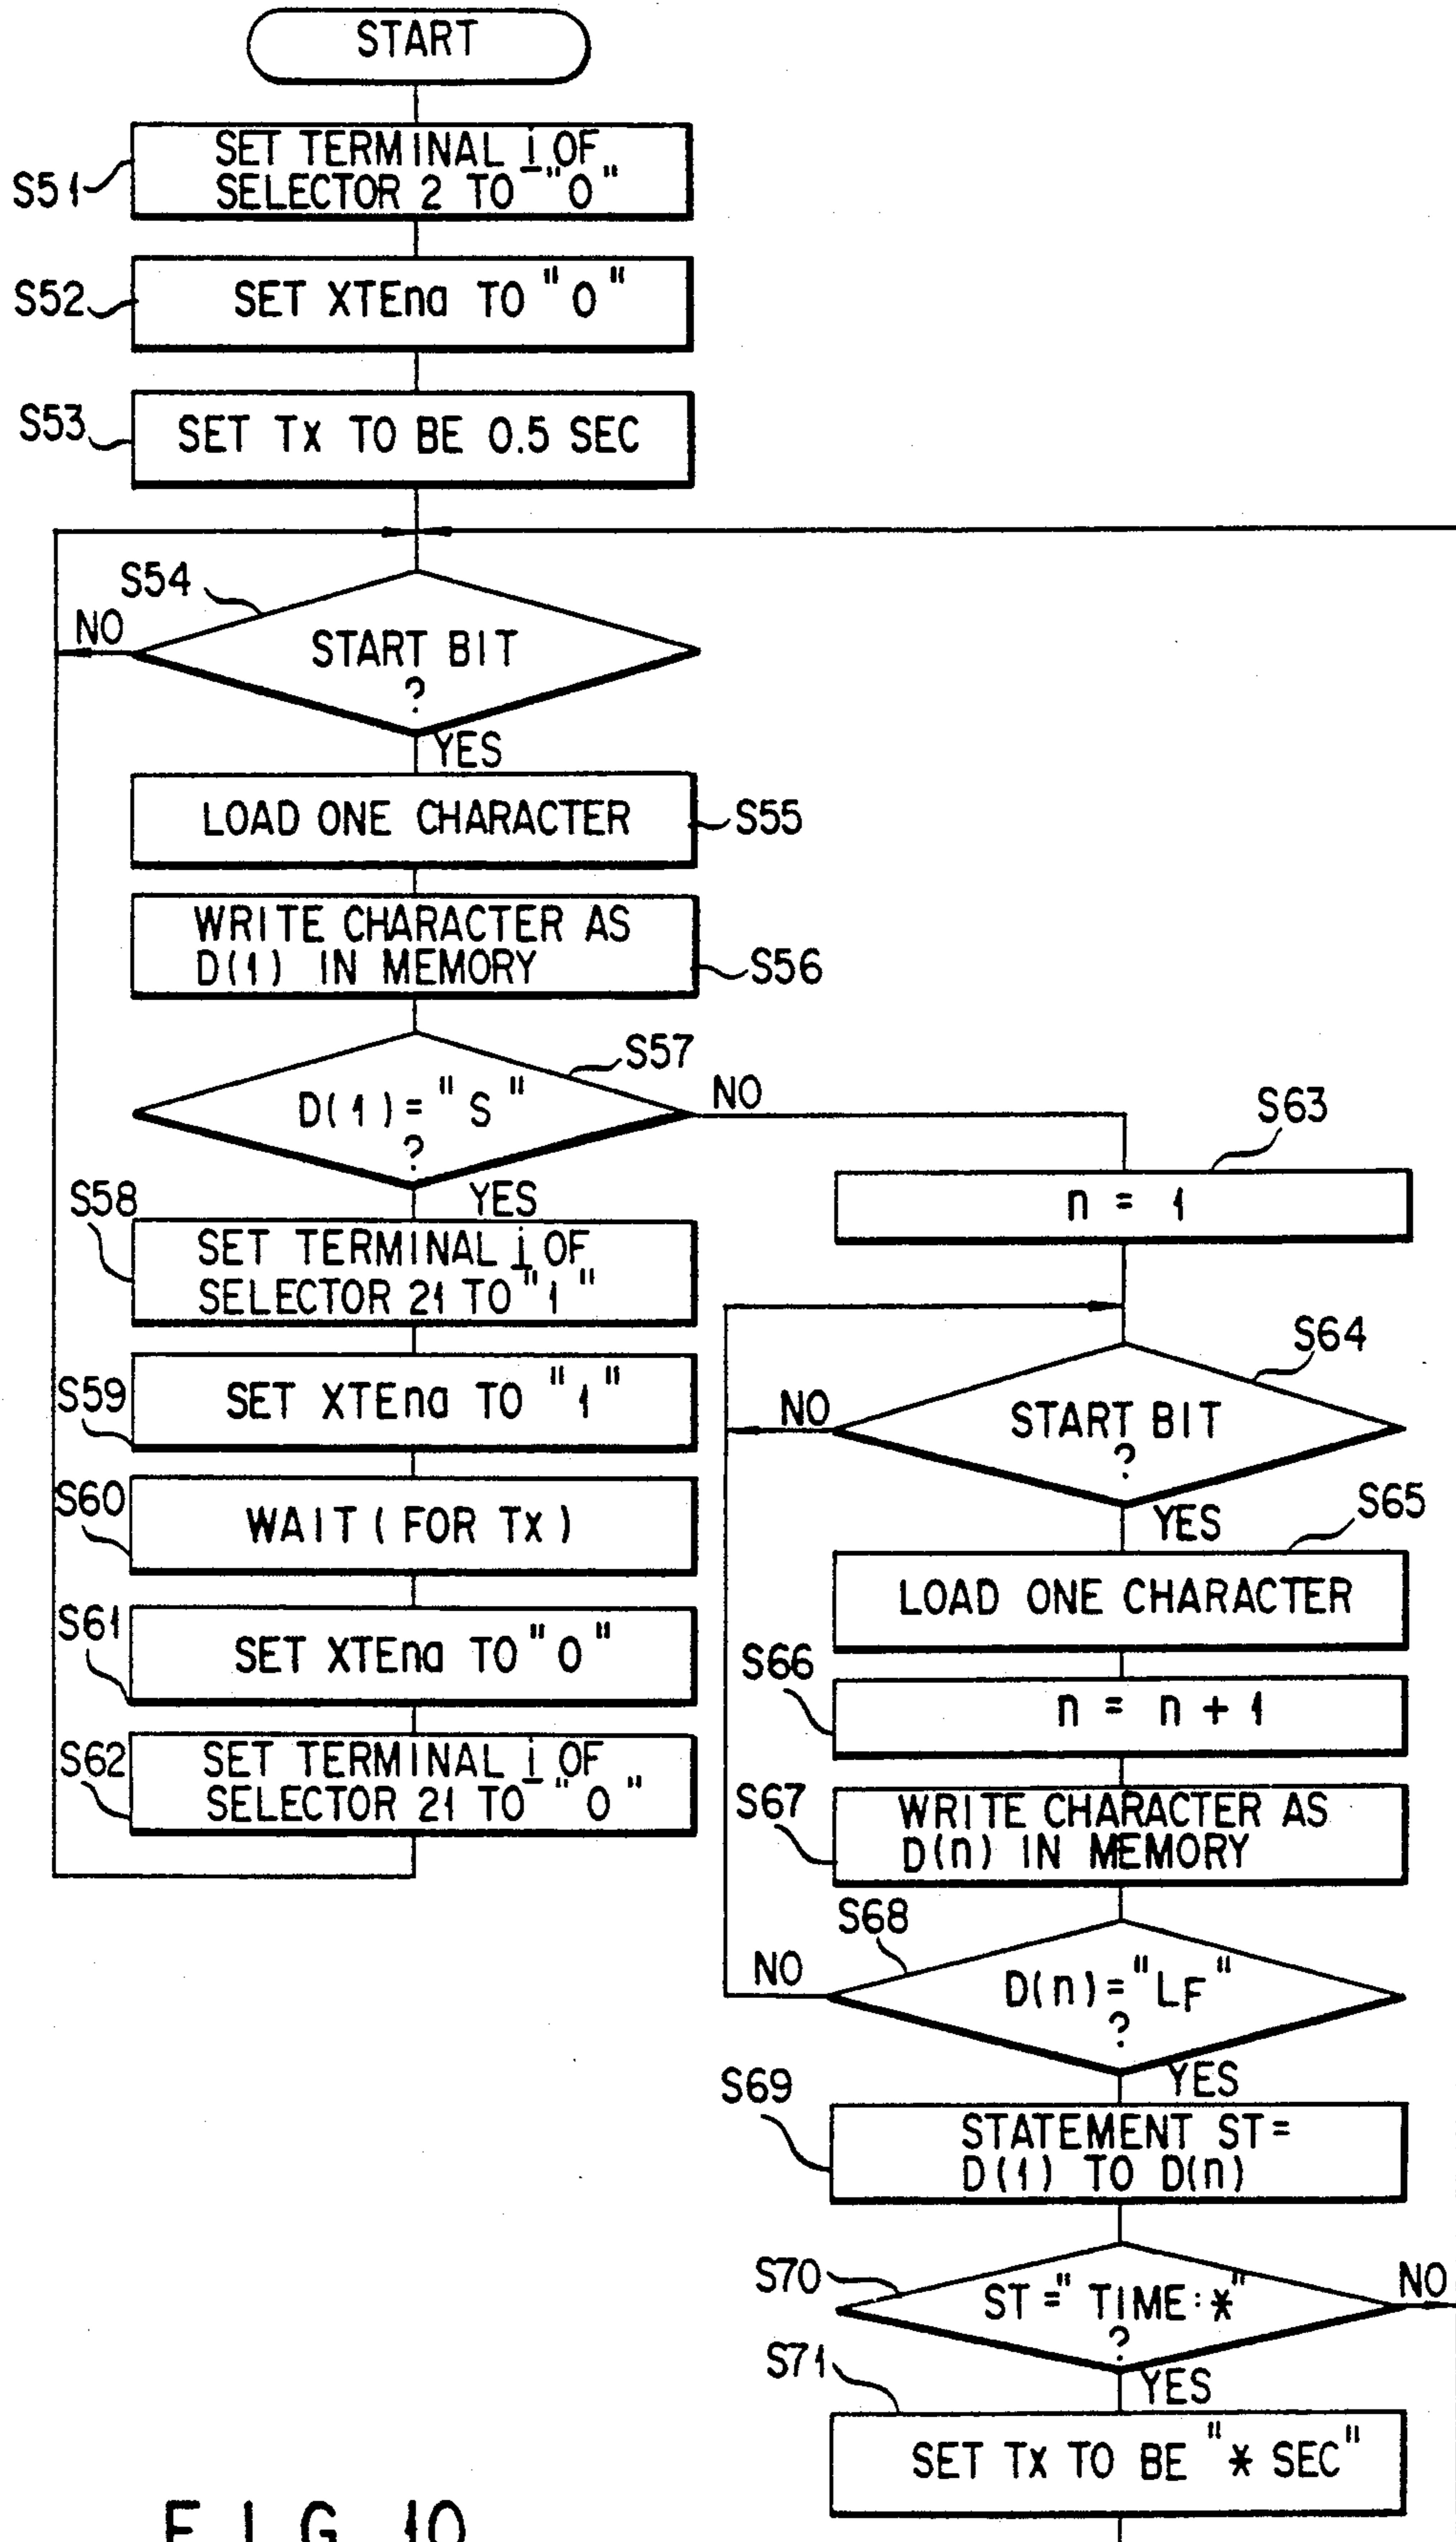 START
S51
SET TERMINAL i OF
SELECTOR 2 TO "0"
S52
SET XTEna TO "0"
S53
SET Tx TO BE 0.5 SEC
S54
NO
START BIT
?
YES
LOAD ONE CHARACTER
S55
WRITE CHARACTER AS
D(1) IN MEMORY
S56
S57
D(1) = "S"
?
NO
YES
S58
SET TERMINAL i OF
SELECTOR 21 TO "1"
S59
SET XTEna TO "1"
S60
WAIT (FOR Tx)
S61
SET XTEna TO "0"
S62
SET TERMINAL i OF
SELECTOR 21 TO "0"
S63
n = 1
S64
NO
START BIT
?
YES
S65
LOAD ONE CHARACTER
S66
n = n + 1
S67
WRITE CHARACTER AS
D(n) IN MEMORY
S68
NO
D(n) = "LF"
?
YES
S69
STATEMENT ST=
D(1) TO D(n)
S70
ST = "TIME:*"
?
NO
YES
S71
SET Tx TO BE "* SEC"
FIG. 10